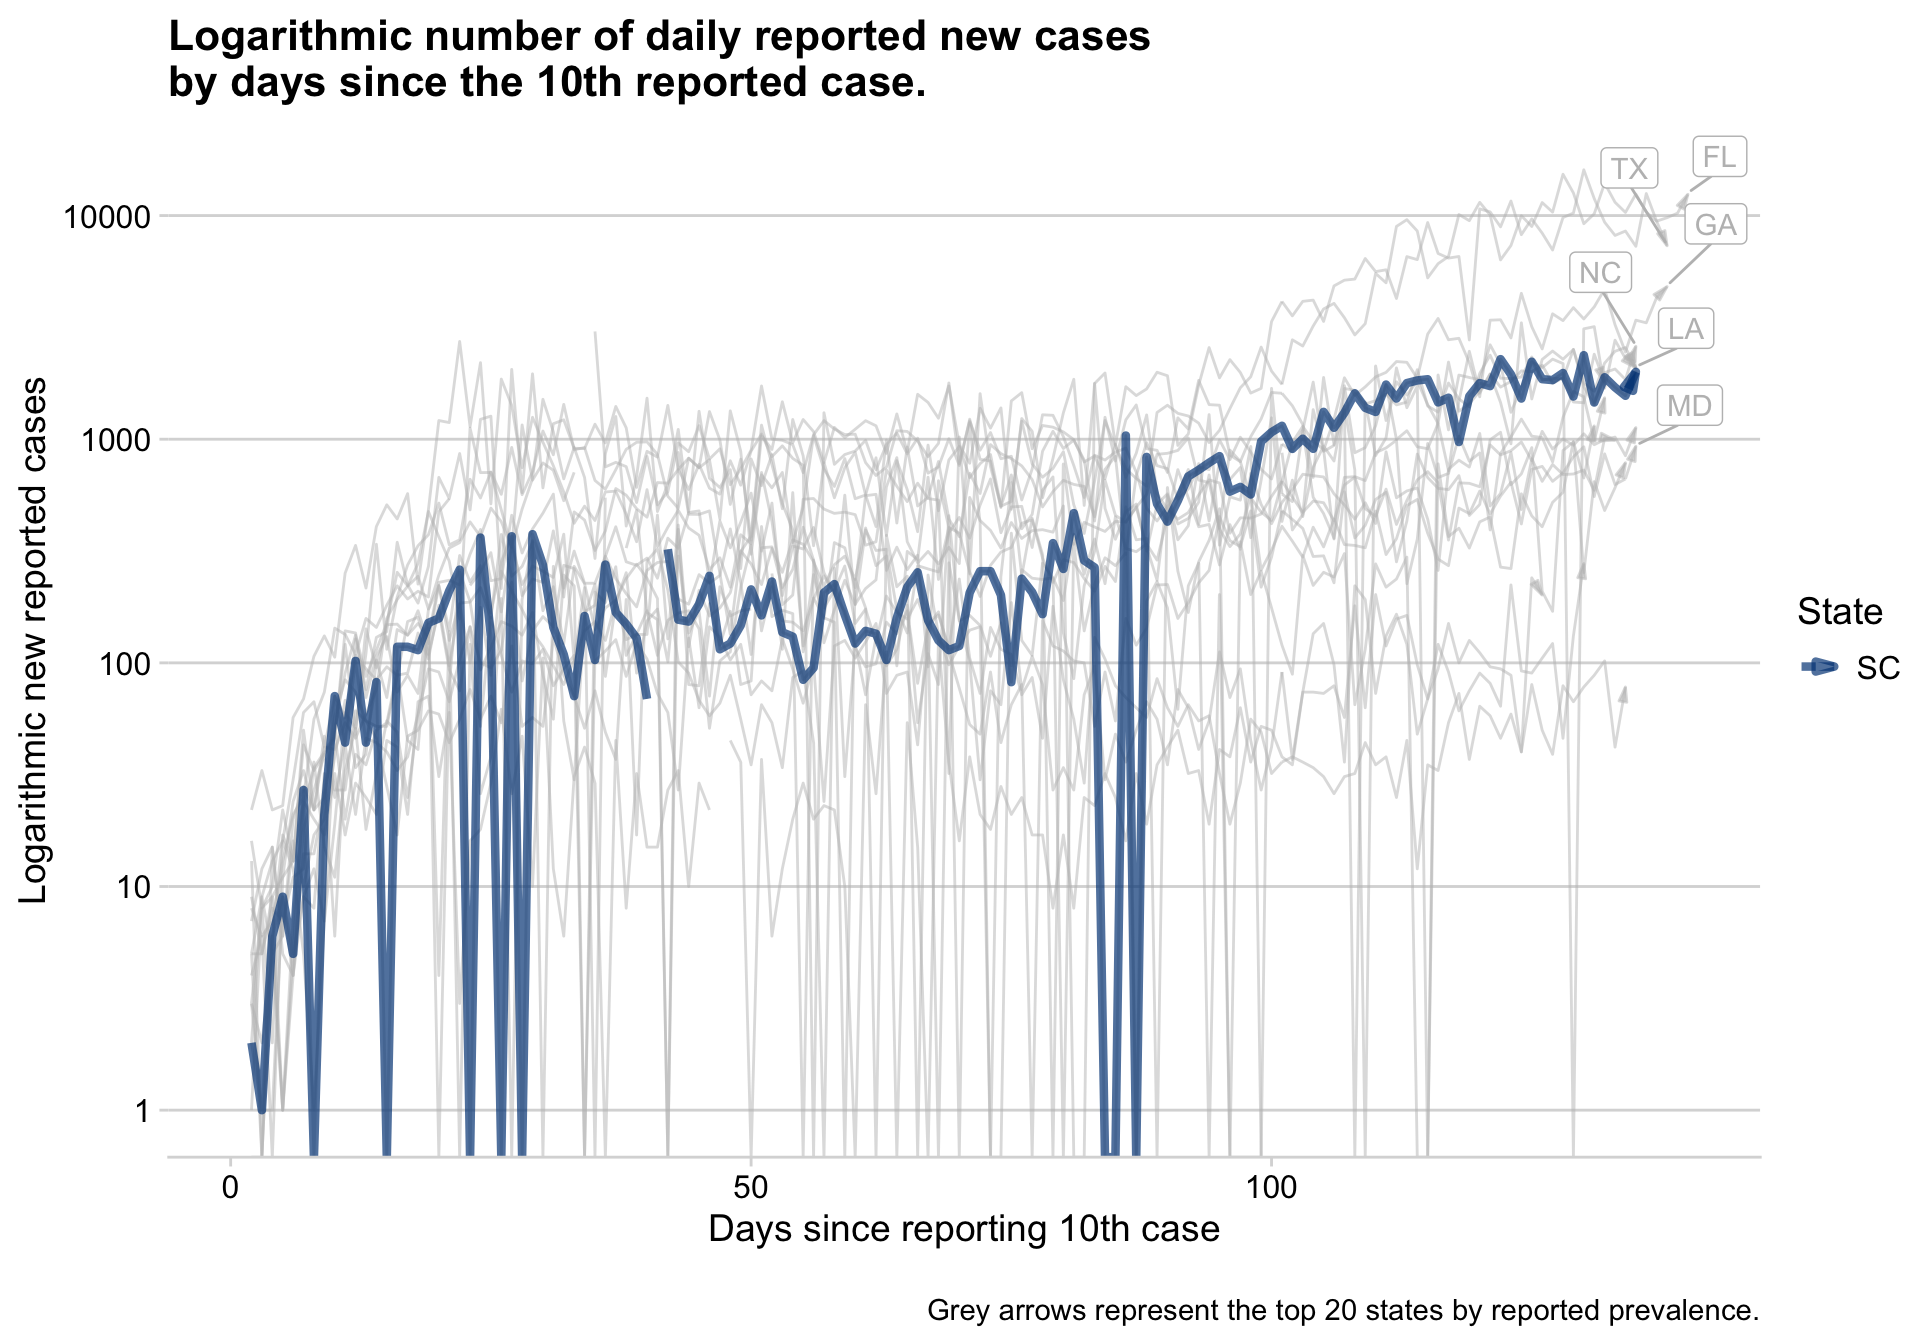 Logarithmic number of daily reported new cases
by days since the 10th reported case.
Logarithmic new reported cases
10000
1000
100
10
1
TX
FL
GA
NC
LA
MD
State
SC
0
50
100
Days since reporting 10th case
Grey arrows represent the top 20 states by reported prevalence.